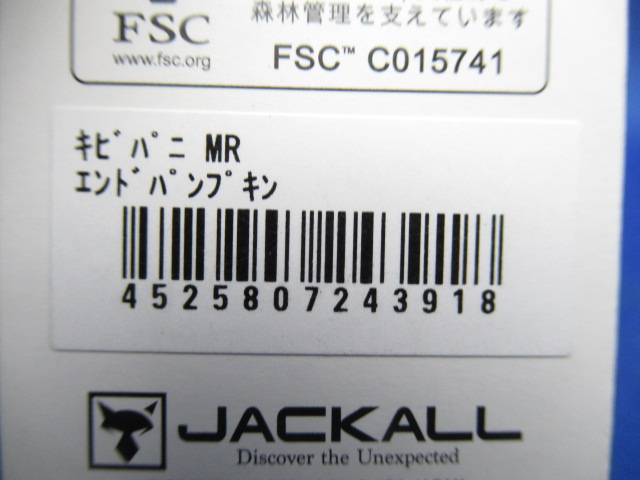 FSC
www.fsc.org
森林管理を支えています
FSC™ C015741
ｷﾋﾞﾊﾟﾆ MR
ｴﾝﾄﾞﾊﾟﾝﾌﾟｷﾝ
4525807243918
JACKALL
Discover the Unexpected